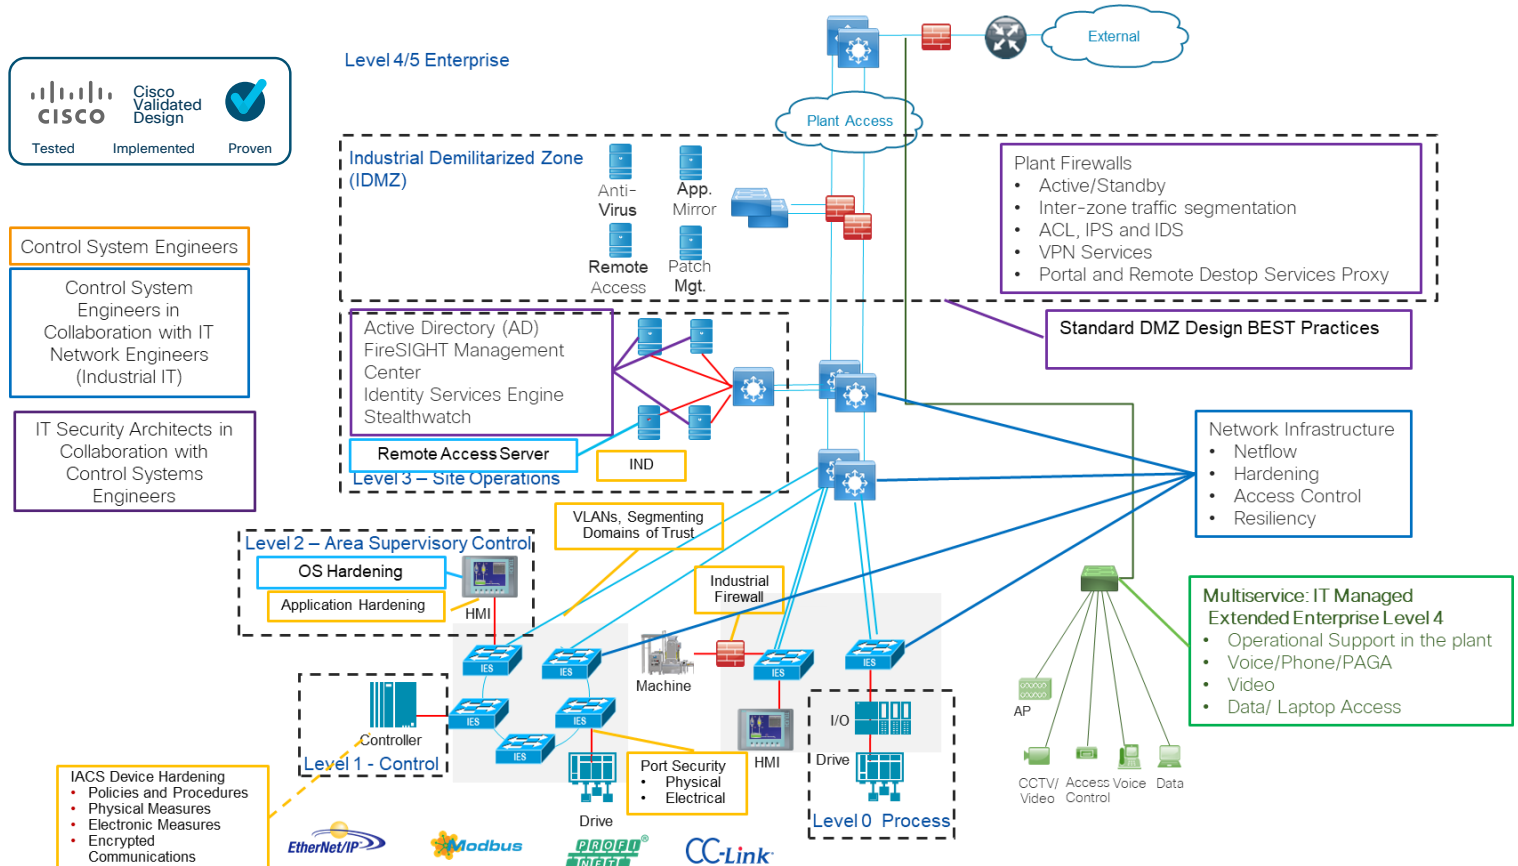 Level 4/5 Enterprise
External
Plant Access
CISCO
Cisco
Validated
Design
Tested
Implemented
Proven
Industrial Demilitarized Zone
(IDMZ)
Anti-
Virus
App.
Mirror
Remote
Access
Patch
Mgt.
Plant Firewalls
• Active/Standby
• Inter-zone traffic segmentation
• ACL, IPS and IDS
• VPN Services
• Portal and Remote Destop Services Proxy
Standard DMZ Design BEST Practices
Control System Engineers
Control System
Engineers in
Collaboration with IT
Network Engineers
(Industrial IT)
IT Security Architects in
Collaboration with
Control Systems
Engineers
Active Directory (AD)
FireSIGHT Management
Center
Identity Services Engine
Stealthwatch
Remote Access Server
IND
Level 3 – Site Operations
Network Infrastructure
• Netflow
• Hardening
• Access Control
• Resiliency
VLANs, Segmenting
Domains of Trust
Level 2 – Area Supervisory Control
OS Hardening
Application Hardening
HMI
Industrial
Firewall
Multiservice: IT Managed
Extended Enterprise Level 4
• Operational Support in the plant
• Voice/Phone/PAGA
• Video
• Data/ Laptop Access
IES
IES
IES
IES
IES
IES
IES
Machine
Controller
Level 1 - Control
I/O
HMI
Drive
Level 0 Process
Port Security
• Physical
• Electrical
Drive
AP
CCTV/
Video
Access
Control
Voice
Data
IACS Device Hardening
• Policies and Procedures
• Physical Measures
• Electronic Measures
• Encrypted
Communications
EtherNet/IP
Modbus
PROFI
NET
CC-Link